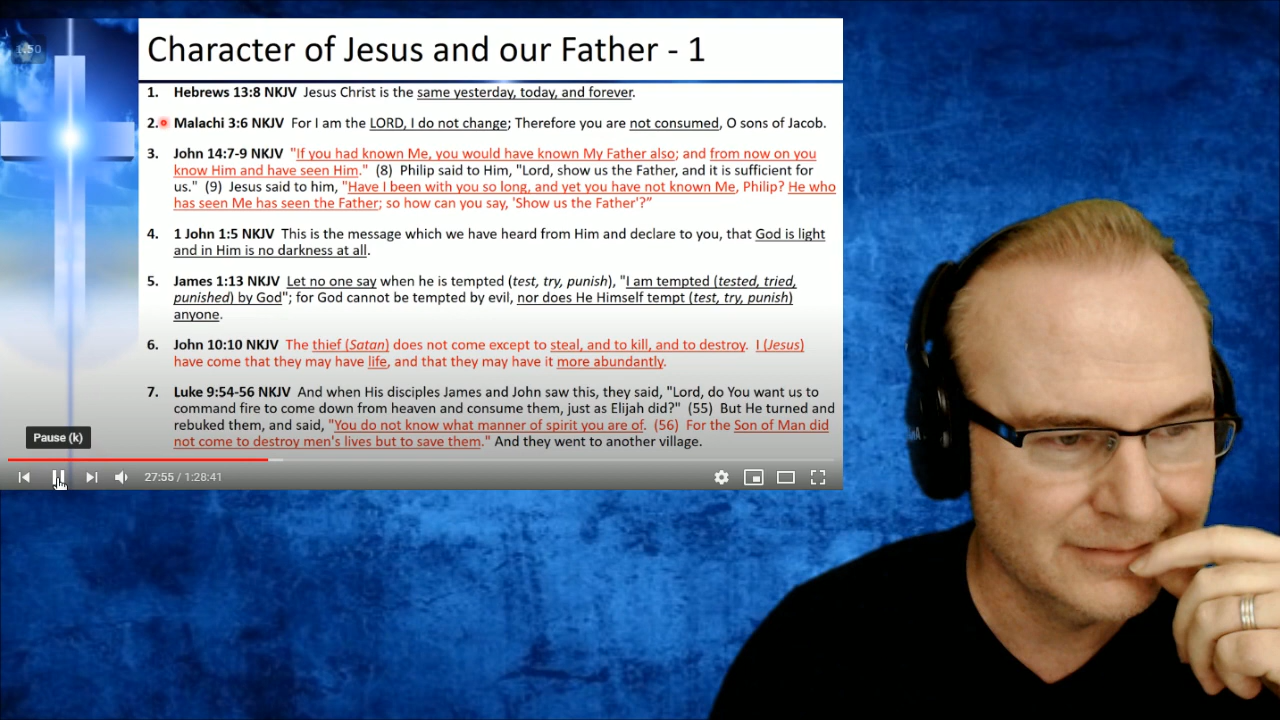 1:50
Character of Jesus and our Father - 1
1. Hebrews 13:8 NKJV Jesus Christ is the same yesterday, today, and forever.
2. Malachi 3:6 NKJV For I am the LORD, I do not change; Therefore you are not consumed, O sons of Jacob.
3. John 14:7-9 NKJV "If you had known Me, you would have known My Father also; and from now on you
know Him and have seen Him." (8) Philip said to Him, "Lord, show us the Father, and it is sufficient for
us." (9) Jesus said to him, "Have I been with you so long, and yet you have not known Me, Philip? He who
has seen Me has seen the Father; so how can you say, 'Show us the Father'?”
4. 1 John 1:5 NKJV This is the message which we have heard from Him and declare to you, that God is light
and in Him is no darkness at all.
5. James 1:13 NKJV Let no one say when he is tempted (test, try, punish), "I am tempted (tested, tried,
punished) by God"; for God cannot be tempted by evil, nor does He Himself tempt (test, try, punish)
anyone.
6. John 10:10 NKJV The thief (Satan) does not come except to steal, and to kill, and to destroy. I (Jesus)
have come that they may have life, and that they may have it more abundantly.
7. Luke 9:54-56 NKJV And when His disciples James and John saw this, they said, "Lord, do You want us to
command fire to come down from heaven and consume them, just as Elijah did?" (55) But He turned and
rebuked them, and said, "You do not know what manner of spirit you are of. (56) For the Son of Man did
not come to destroy men's lives but to save them." And they went to another village.
Pause (k)
27:55 / 1:28:41